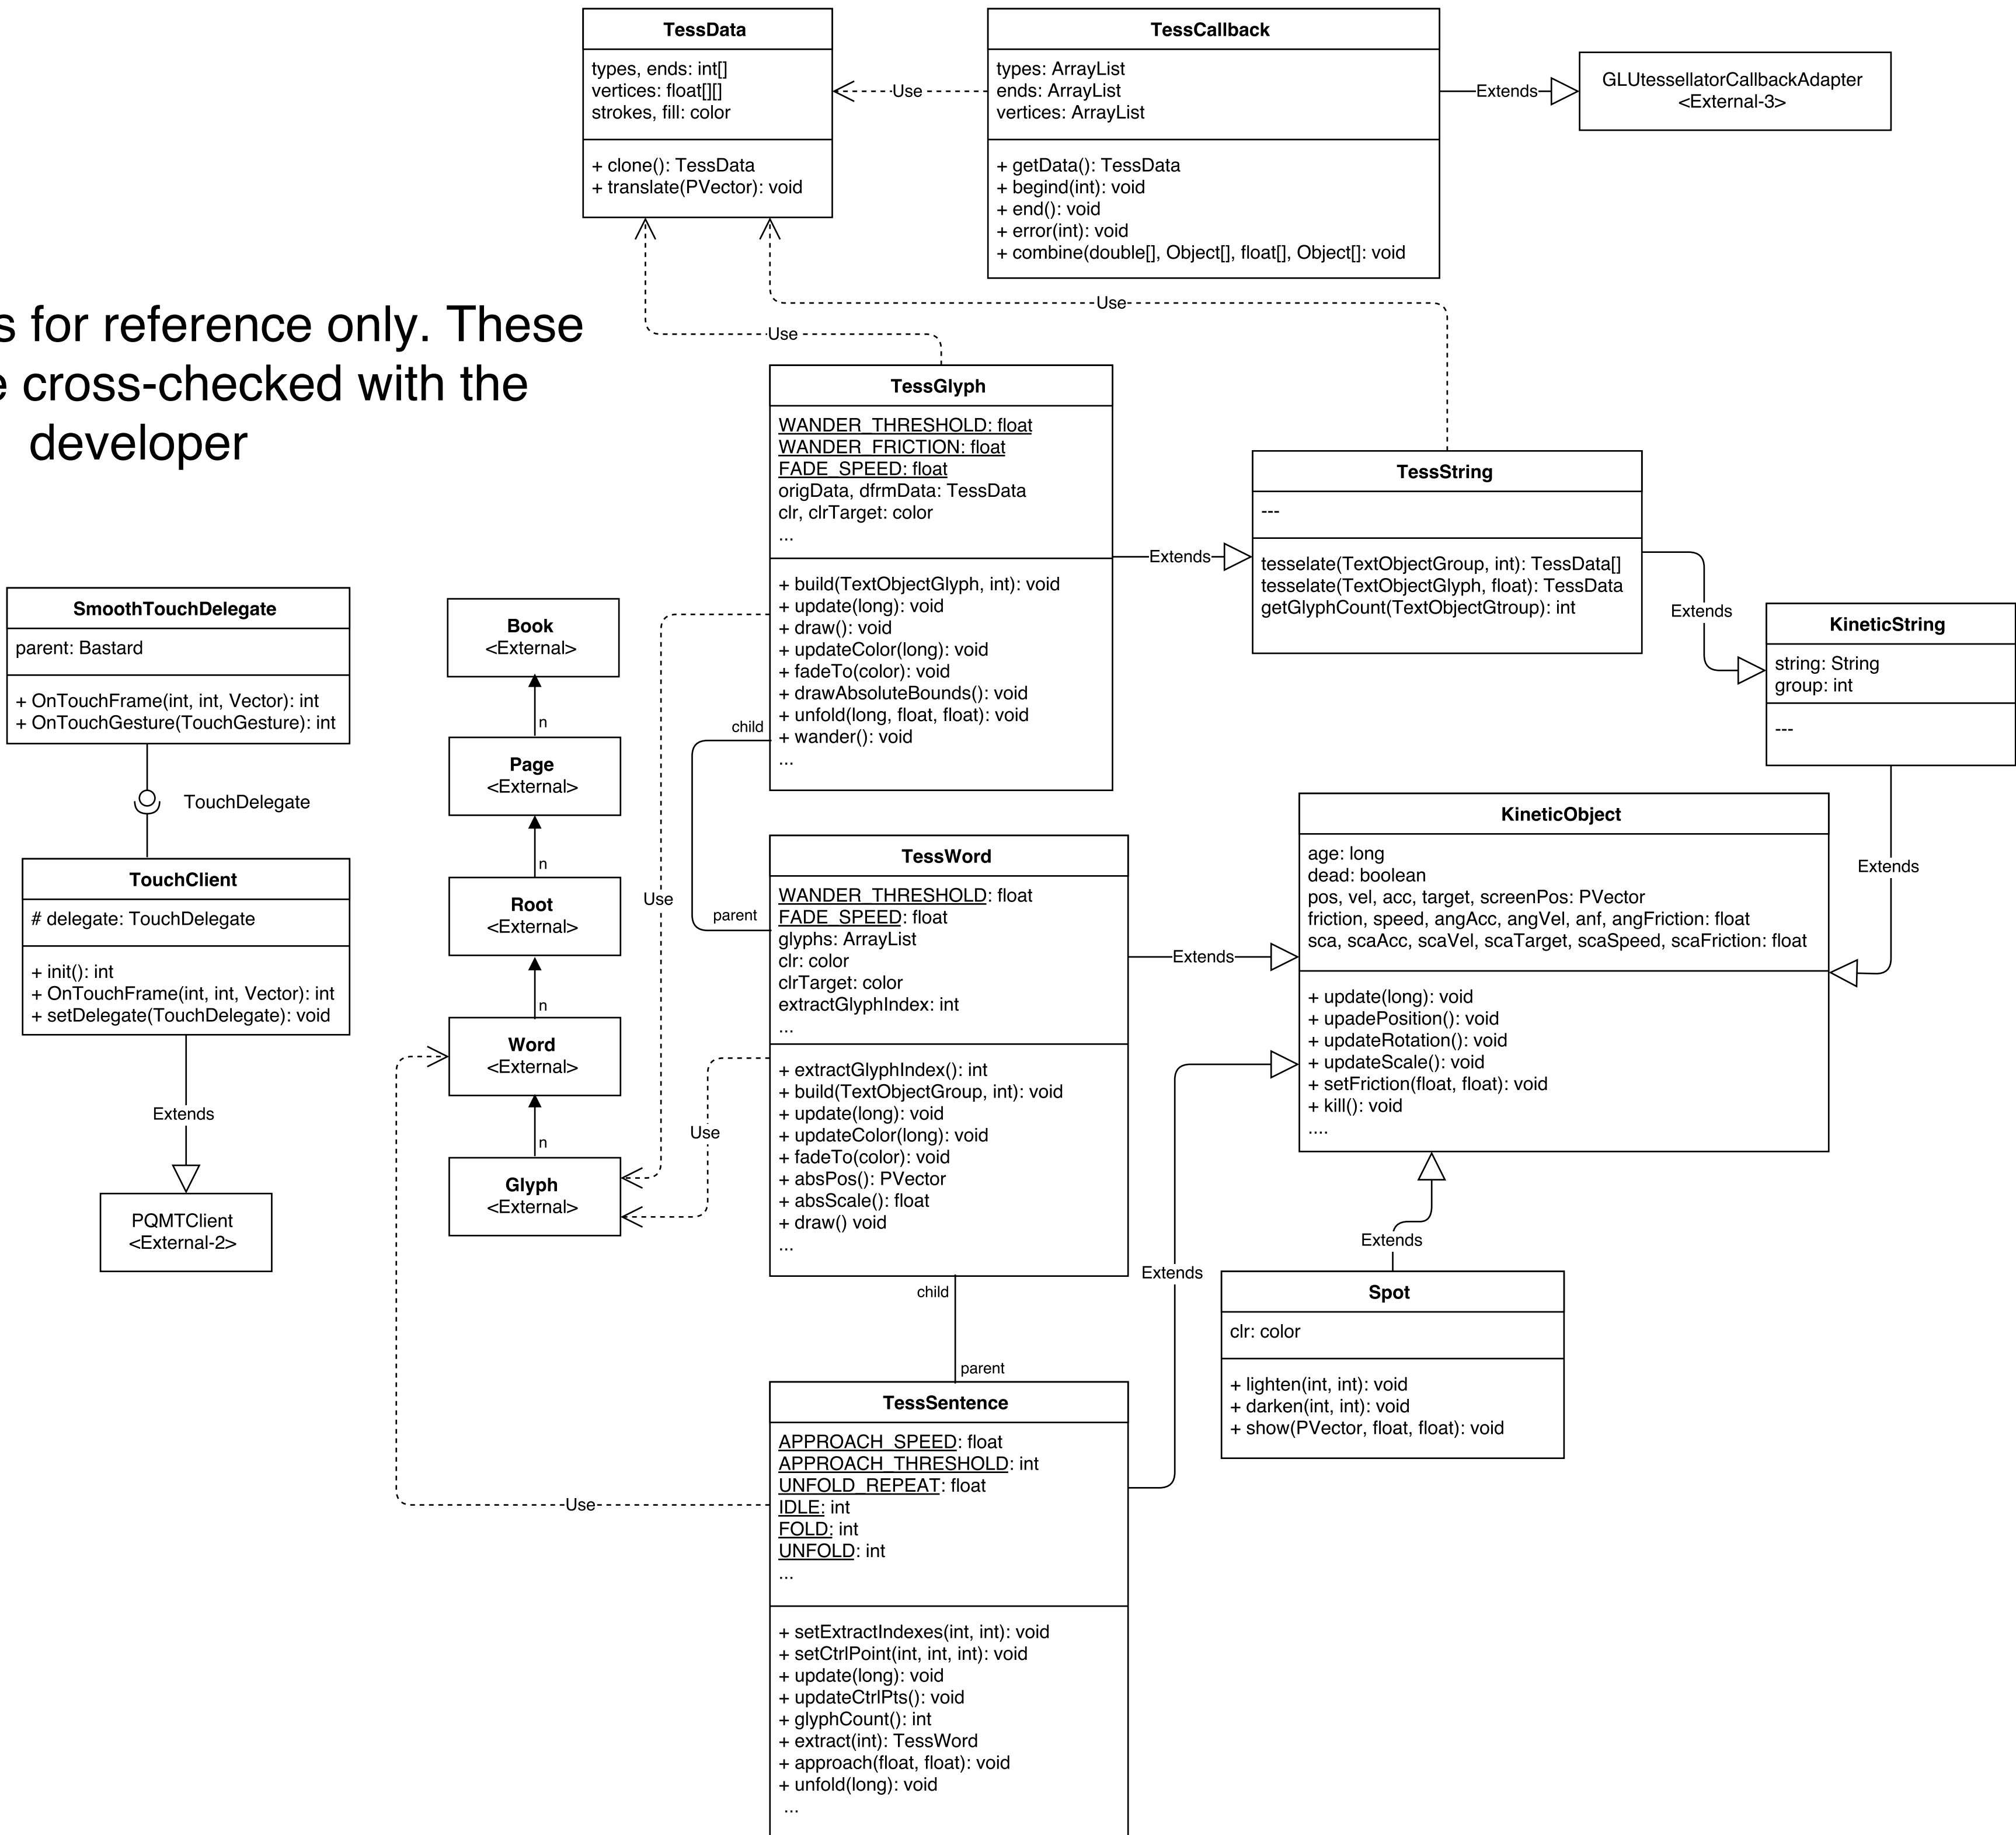 TessData
types, ends: int[]
vertices: float[][]
strokes, fill: color
+ clone(): TessData
+ translate(PVector): void
Use
TessCallback
types: ArrayList
ends: ArrayList
vertices: ArrayList
+ getData(): TessData
+ begind(int): void
+ end(): void
+ error(int): void
+ combine(double[], Object[], float[], Object[]: void
Extends
GLUtessellatorCallbackAdapter
<External-3>
Use
Use
for reference only. These
cross-checked with the
developer
TessGlyph
WANDER_THRESHOLD: float
WANDER_FRICTION: float
FADE_SPEED: float
origData, dfrmData: TessData
clr, clrTarget: color
...
+ build(TextObjectGlyph, int): void
+ update(long): void
+ draw(): void
+ updateColor(long): void
+ fadeTo(color): void
+ drawAbsoluteBounds(): void
+ unfold(long, float, float): void
+ wander(): void
...
Extends
TessString
---
tesselate(TextObjectGroup, int): TessData[]
tesselate(TextObjectGlyph, float): TessData
getGlyphCount(TextObjectGtroup): int
Extends
KineticString
string: String
group: int
---
Extends
SmoothTouchDelegate
parent: Bastard
+ OnTouchFrame(int, int, Vector): int
+ OnTouchGesture(TouchGesture): int
TouchDelegate
TouchClient
# delegate: TouchDelegate
+ init(): int
+ OnTouchFrame(int, int, Vector): int
+ setDelegate(TouchDelegate): void
Extends
PQMTClient
<External-2>
Book
<External>
n
Page
<External>
n
Root
<External>
n
Word
<External>
n
Glyph
<External>
Use
Use
child
parent
TessWord
WANDER_THRESHOLD: float
FADE_SPEED: float
glyphs: ArrayList
clr: color
clrTarget: color
extractGlyphIndex: int
...
+ extractGlyphIndex(): int
+ build(TextObjectGroup, int): void
+ update(long): void
+ updateColor(long): void
+ fadeTo(color): void
+ absPos(): PVector
+ absScale(): float
+ draw() void
...
Extends
KineticObject
age: long
dead: boolean
pos, vel, acc, target, screenPos: PVector
friction, speed, angAcc, angVel, anf, angFriction: float
sca, scaAcc, scaVel, scaTarget, scaSpeed, scaFriction: float
+ update(long): void
+ upadePosition(): void
+ updateRotation(): void
+ updateScale(): void
+ setFriction(float, float): void
+ kill(): void
....
Extends
Extends
Spot
clr: color
+ lighten(int, int): void
+ darken(int, int): void
+ show(PVector, float, float): void
child
parent
Use
TessSentence
APPROACH_SPEED: float
APPROACH_THRESHOLD: int
UNFOLD_REPEAT: float
IDLE: int
FOLD: int
UNFOLD: int
...
+ setExtractIndexes(int, int): void
+ setCtrlPoint(int, int, int): void
+ update(long): void
+ updateCtrlPts(): void
+ glyphCount(): int
+ extract(int): TessWord
+ approach(float, float): void
+ unfold(long): void
...